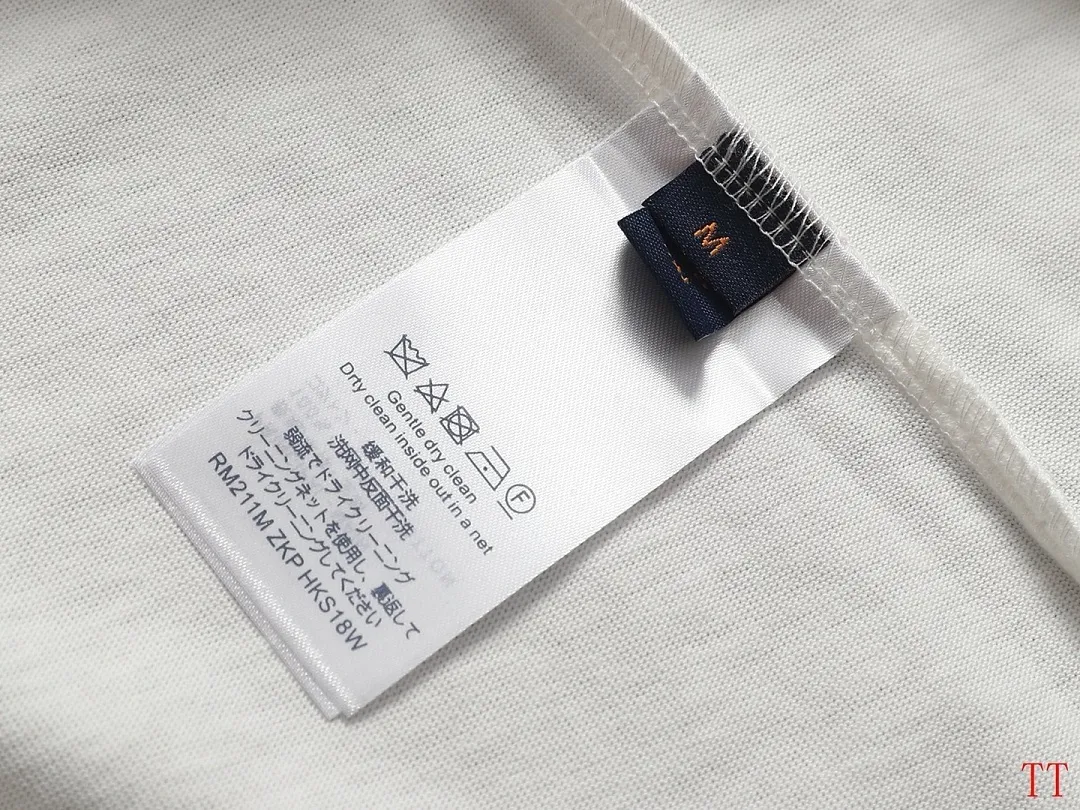 M
F
Gentle dry clean
Drty clean inside out in a net
缓和干洗
洗网中反面干洗
弱流でドライクリーニング
クリーニングネットを使用し、裏返して
ドライクリーニングしてください
RM211M ZKP HKS18W
TT